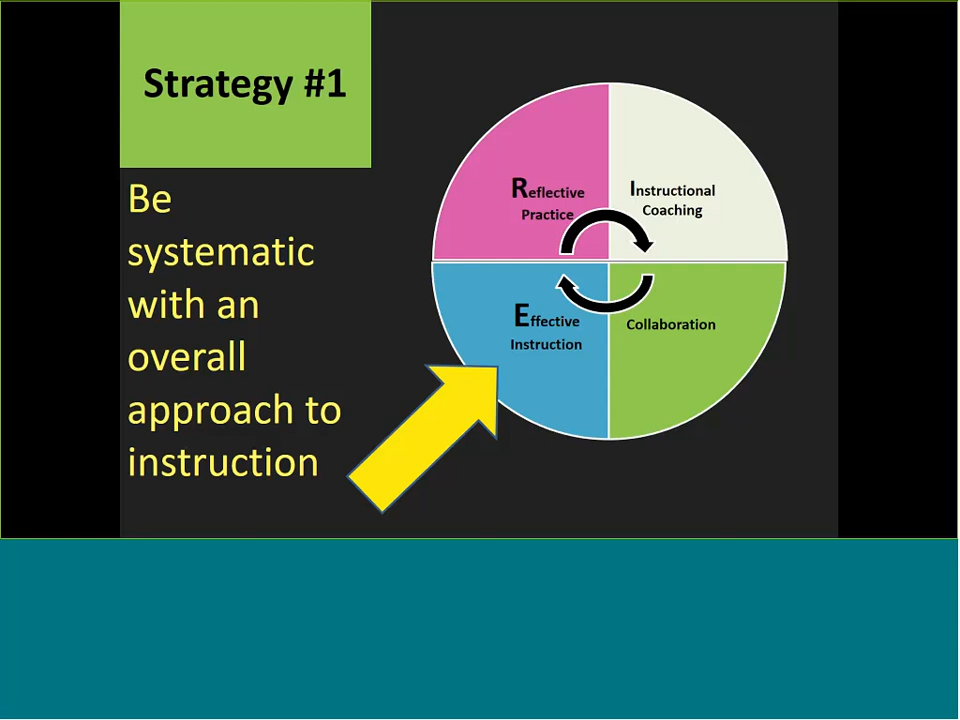 Strategy #1
Be
systematic
with an
overall
approach to
instruction
Reflective
Practice
Instructional
Coaching
Effective
Instruction
Collaboration